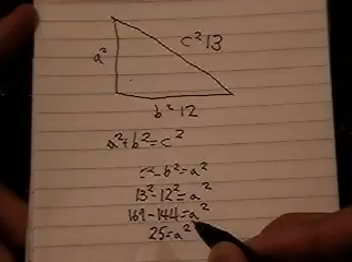 c² 13
a²
b² 12
a²+b²=c²
c²-b²=a²
13²-12²=a²
169-144=a²
25=a²